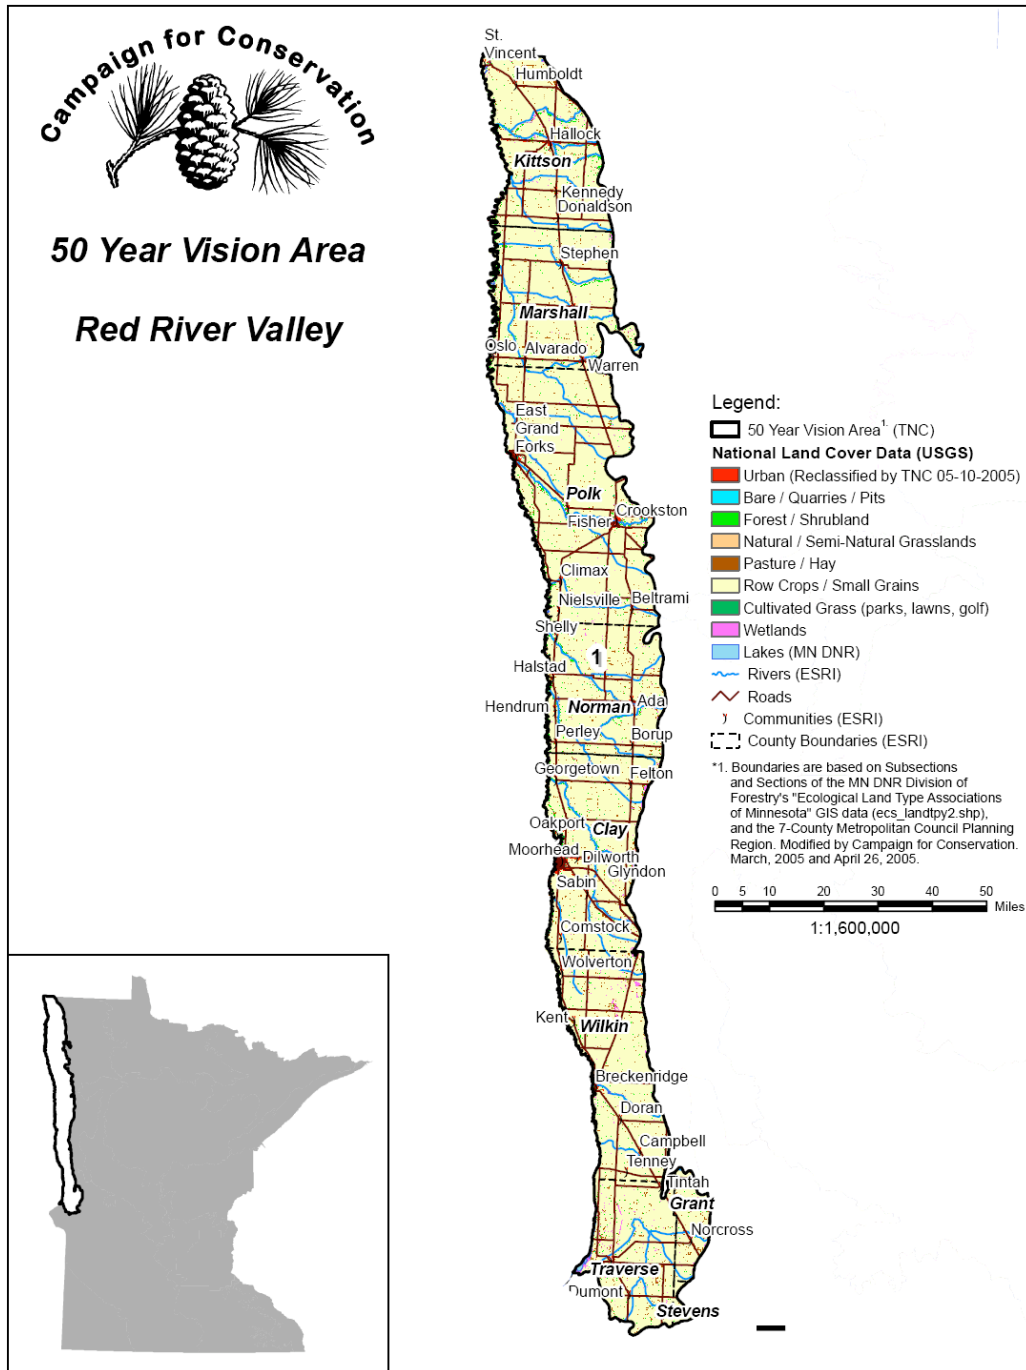 Campaign for Conservation
50 Year Vision Area
Red River Valley
St.
Vincent
Humboldt
Hallock
Kittson
Kennedy
Donaldson
Stephen
Marshall
Oslo
Alvarado
Warren
East
Grand
Forks
Polk
Crookston
Fisher
Climax
Nielsville
Beltrami
Shelly
1
Halstad
Hendrum
Norman
Ada
Perley
Borup
Georgetown
Felton
Oakport
Clay
Moorhead
Dilworth
Glyndon
Sabin
Comstock
Wolverton
Kent
Wilkin
Breckenridge
Doran
Campbell
Tenney
Tintah
Grant
Norcross
Traverse
Dumont
Stevens
Legend:
50 Year Vision Area1. (TNC)
National Land Cover Data (USGS)
Urban (Reclassified by TNC 05-10-2005)
Bare / Quarries / Pits
Forest / Shrubland
Natural / Semi-Natural Grasslands
Pasture / Hay
Row Crops / Small Grains
Cultivated Grass (parks, lawns, golf)
Wetlands
Lakes (MN DNR)
Rivers (ESRI)
Roads
Communities (ESRI)
County Boundaries (ESRI)
*1. Boundaries are based on Subsections
and Sections of the MN DNR Division of
Forestry's "Ecological Land Type Associations
of Minnesota" GIS data (ecs_landtpy2.shp),
and the 7-County Metropolitan Council Planning
Region. Modified by Campaign for Conservation.
March, 2005 and April 26, 2005.
0 5 10 20 30 40 50
Miles
1:1,600,000